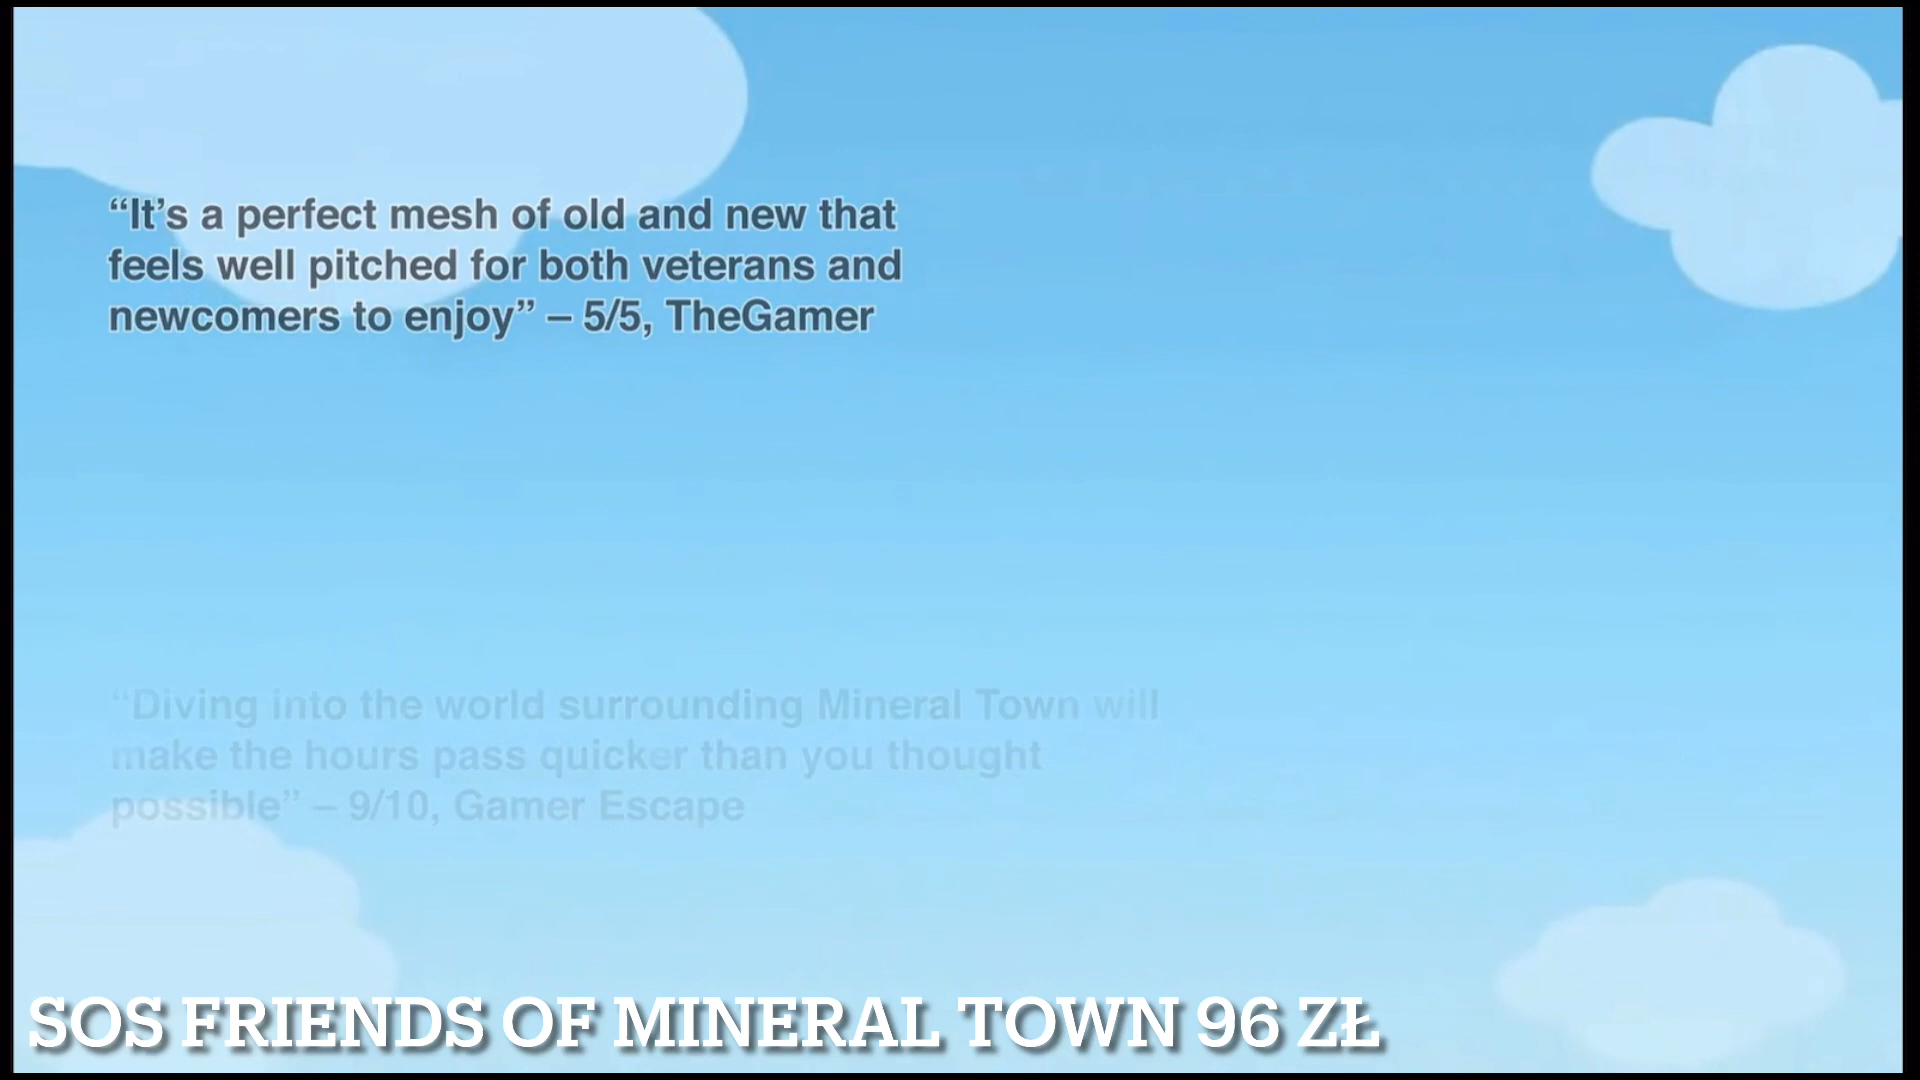 “It’s a perfect mesh of old and new that
feels well pitched for both veterans and
newcomers to enjoy” – 5/5, TheGamer
“Diving into the world surrounding Mineral Town will
make the hours pass quicker than you thought
possible” – 9/10, Gamer Escape
SOS FRIENDS OF MINERAL TOWN 96 ZŁ